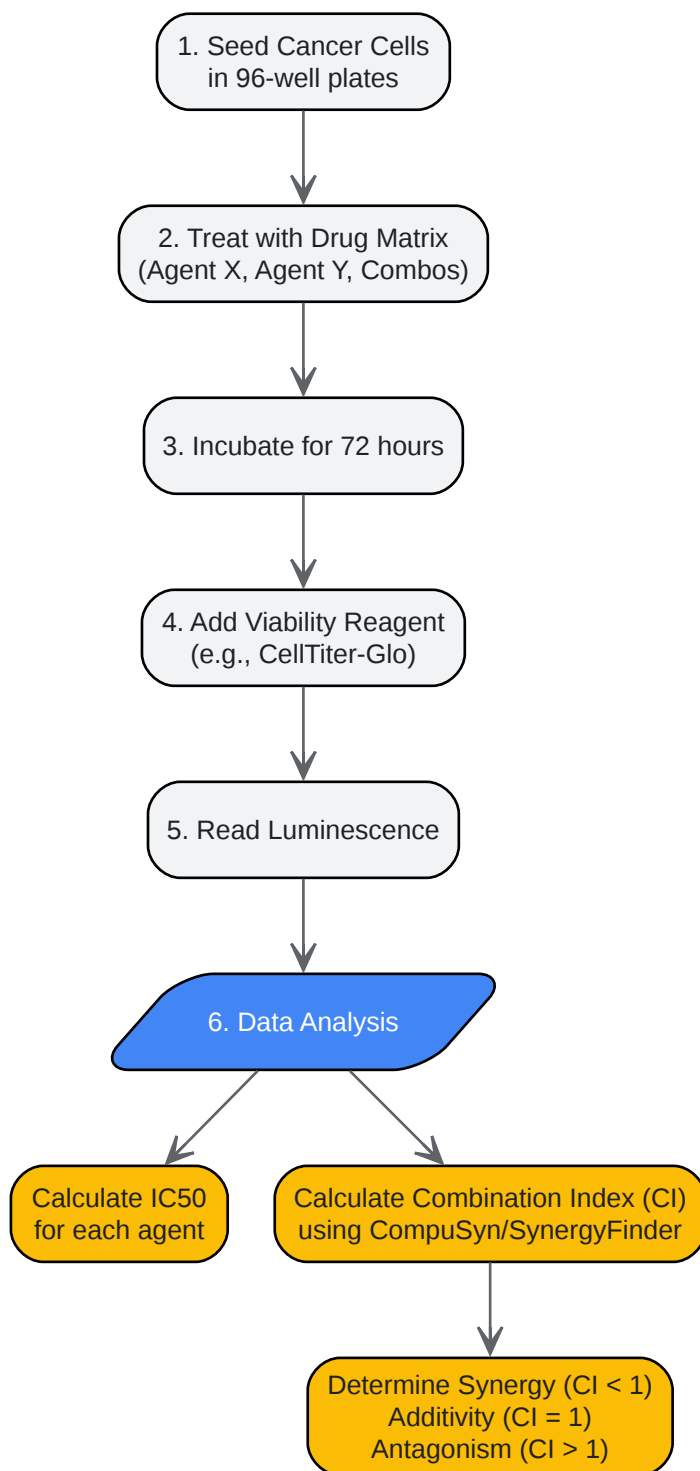 1. Seed Cancer Cells
in 96-well plates
2. Treat with Drug Matrix
(Agent X, Agent Y, Combos)
3. Incubate for 72 hours
4. Add Viability Reagent
(e.g., CellTiter-Glo)
5. Read Luminescence
6. Data Analysis
Calculate IC50
for each agent
Calculate Combination Index (CI)
using CompuSyn/SynergyFinder
Determine Synergy (CI < 1)
Additivity (CI = 1)
Antagonism (CI > 1)